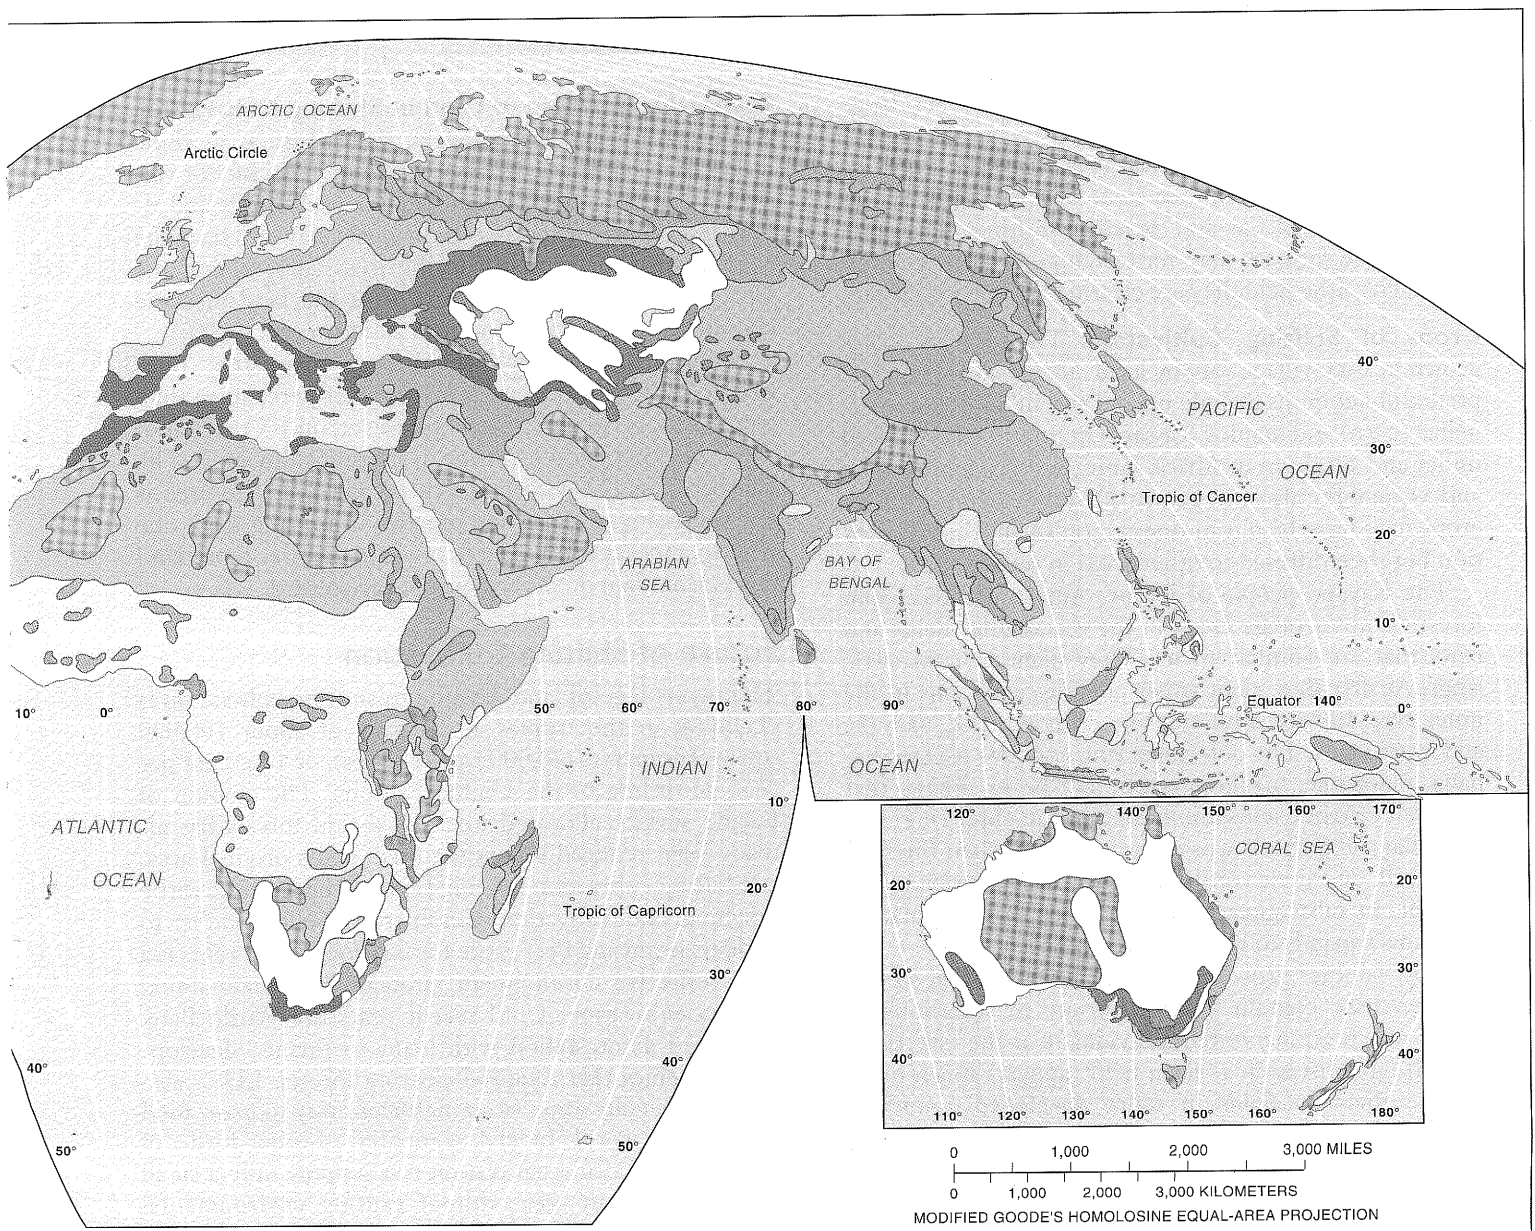 ARCTIC OCEAN
Arctic Circle
40°
PACIFIC
30°
OCEAN
Tropic of Cancer
20°
ARABIAN
SEA
BAY OF
BENGAL
10°
10°
0°
50°
60°
70°
80°
90°
Equator
140°
0°
INDIAN
OCEAN
10°
ATLANTIC
OCEAN
20°
Tropic of Capricorn
30°
40°
40°
50°
50°
120°
140°
150°
160°
170°
CORAL SEA
20°
20°
30°
30°
40°
40°
110°
120°
130°
140°
150°
160°
180°
0
1,000
2,000
3,000 MILES
0
1,000
2,000
3,000 KILOMETERS
MODIFIED GOODE'S HOMOLOSINE EQUAL-AREA PROJECTION